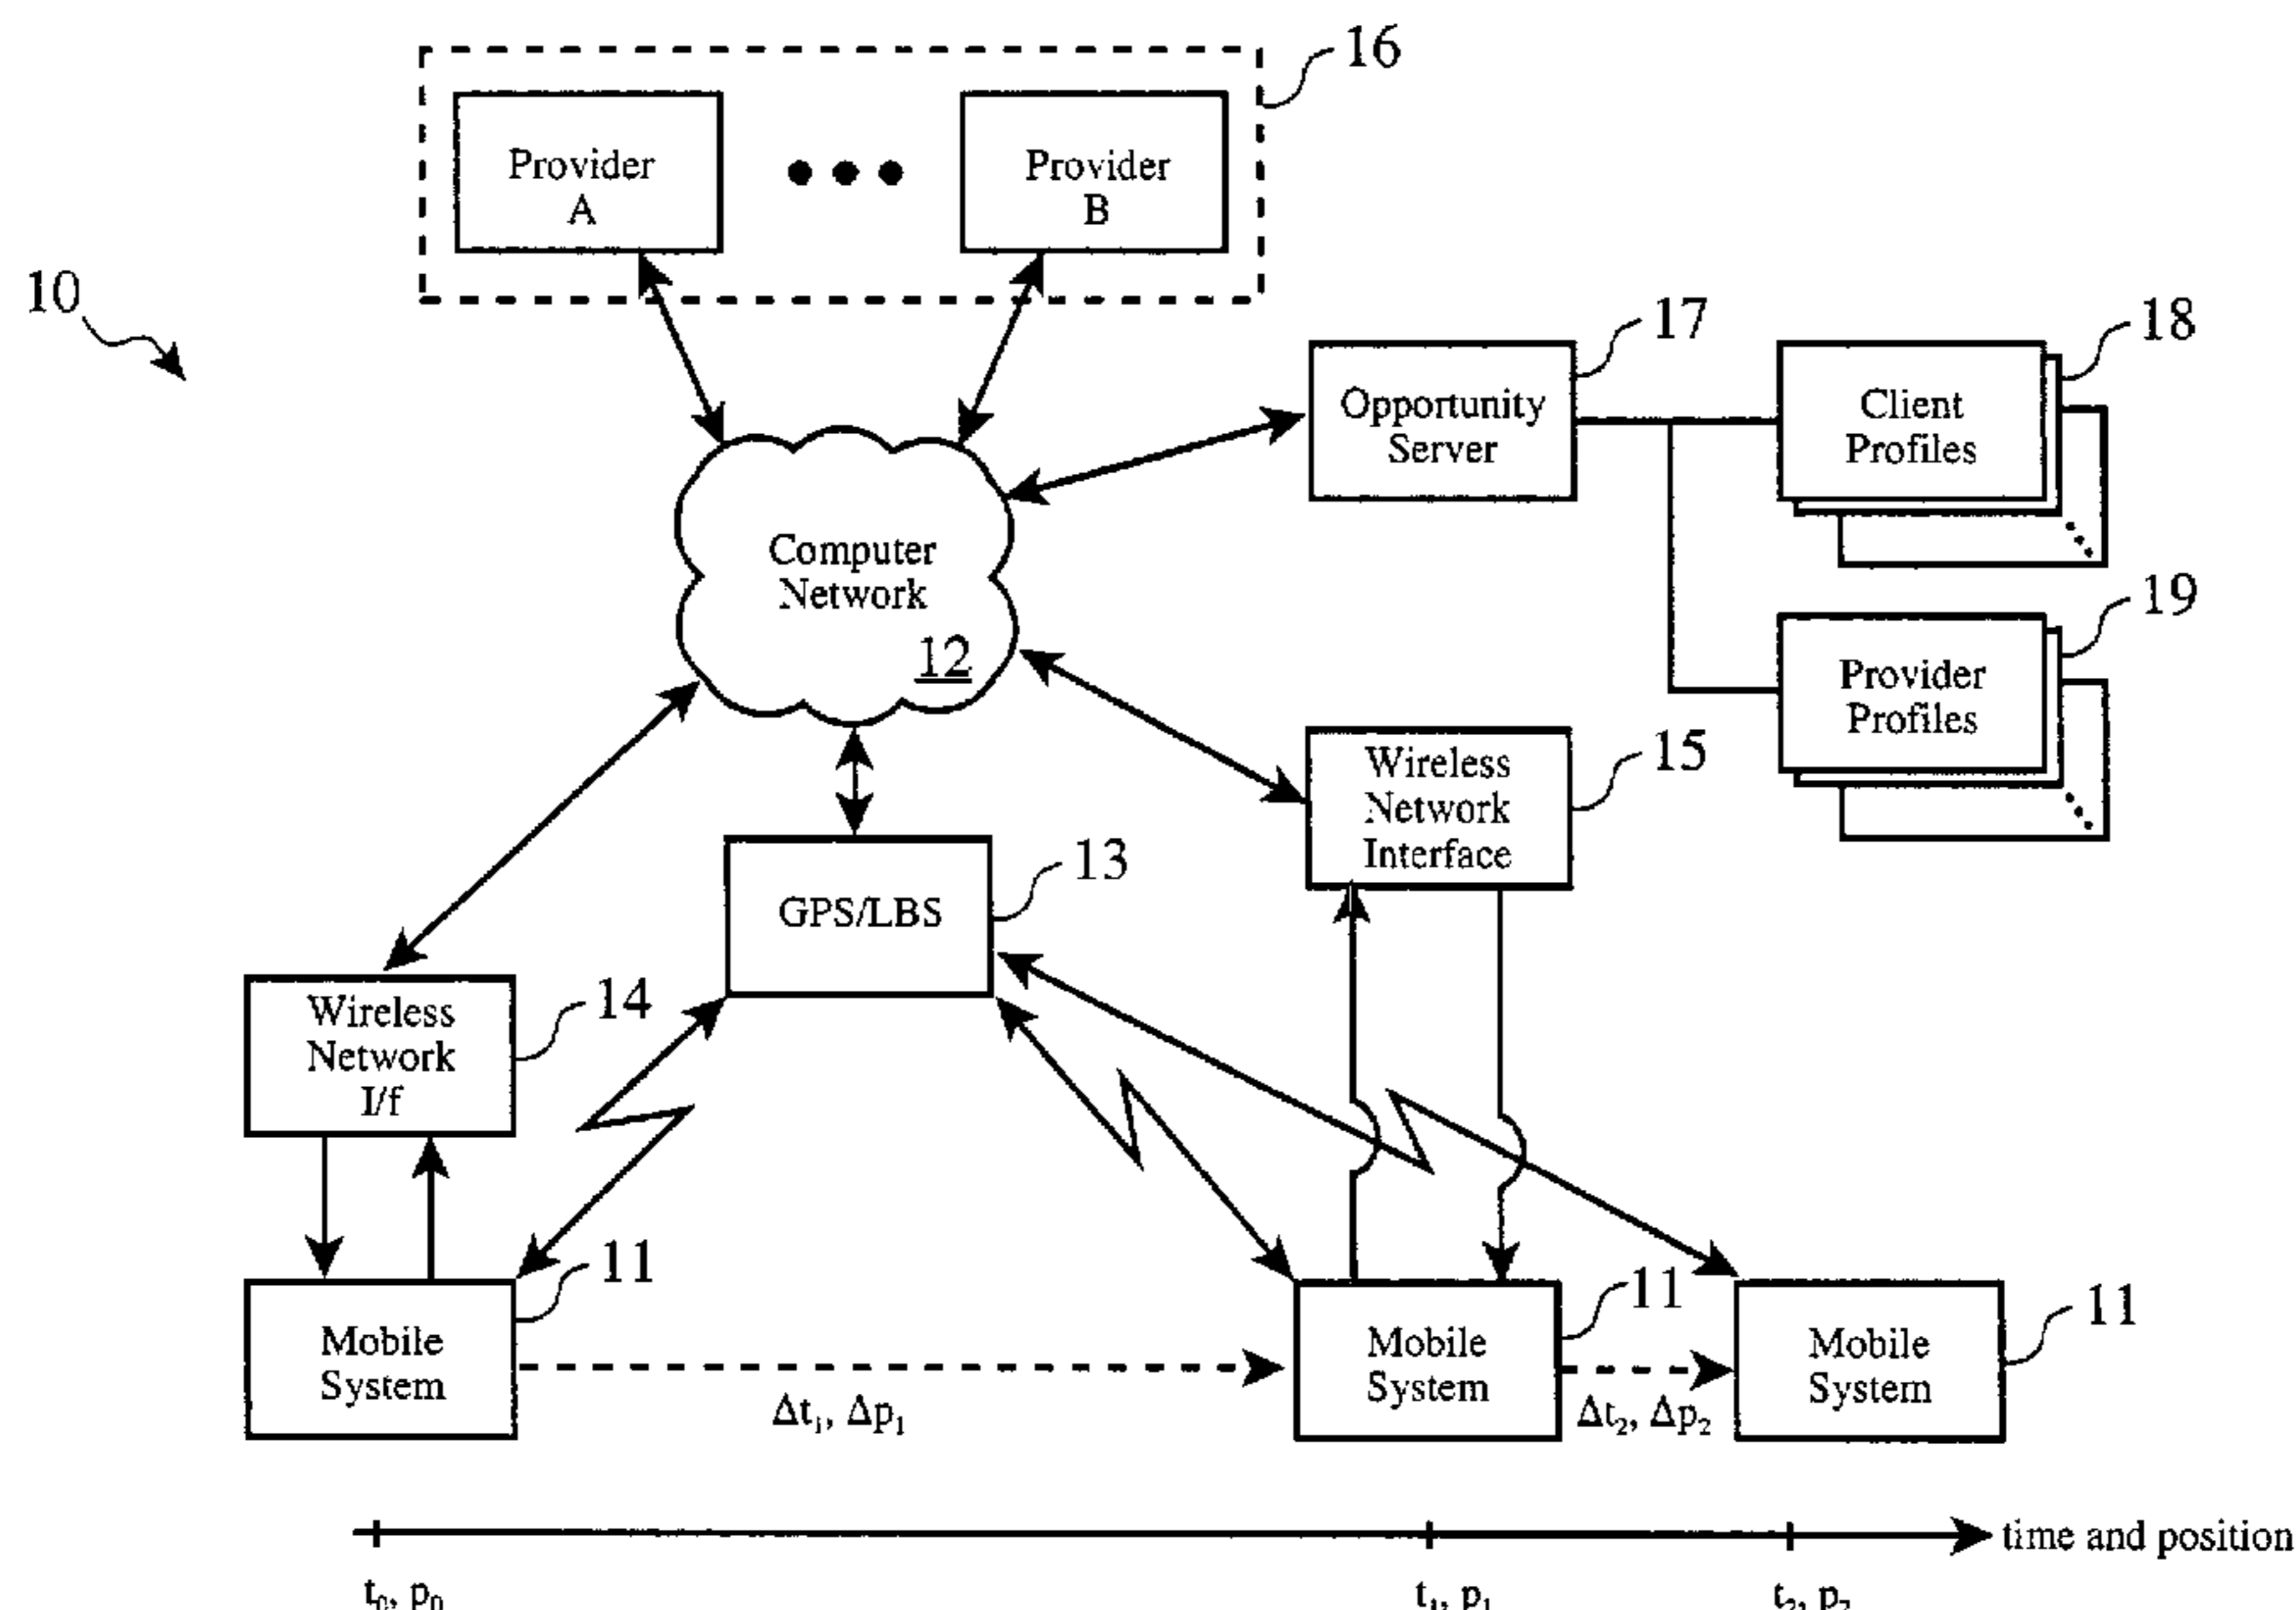 16
Provider
A
Provider
B
10
17
Opportunity
Server
18
Client
Profiles
Computer
Network
12
19
Provider
Profiles
15
Wireless
Network
Interface
13
GPS/LBS
14
Wireless
Network
I/f
11
Mobile
System
11
Mobile
System
11
Mobile
System
Δt₁, Δp₁
Δt₂, Δp₂
time and position
t₀, p₀
t₁, p₁
t₂, p₂